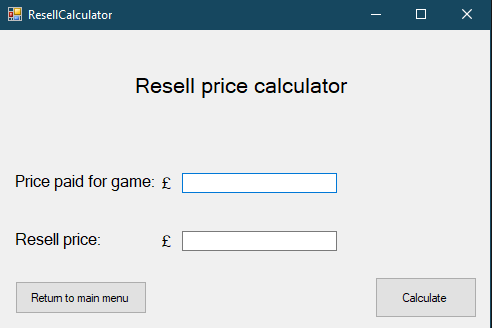 ResellCalculator
Resell price calculator
Price paid for game: £
Resell price: £
Return to main menu
Calculate